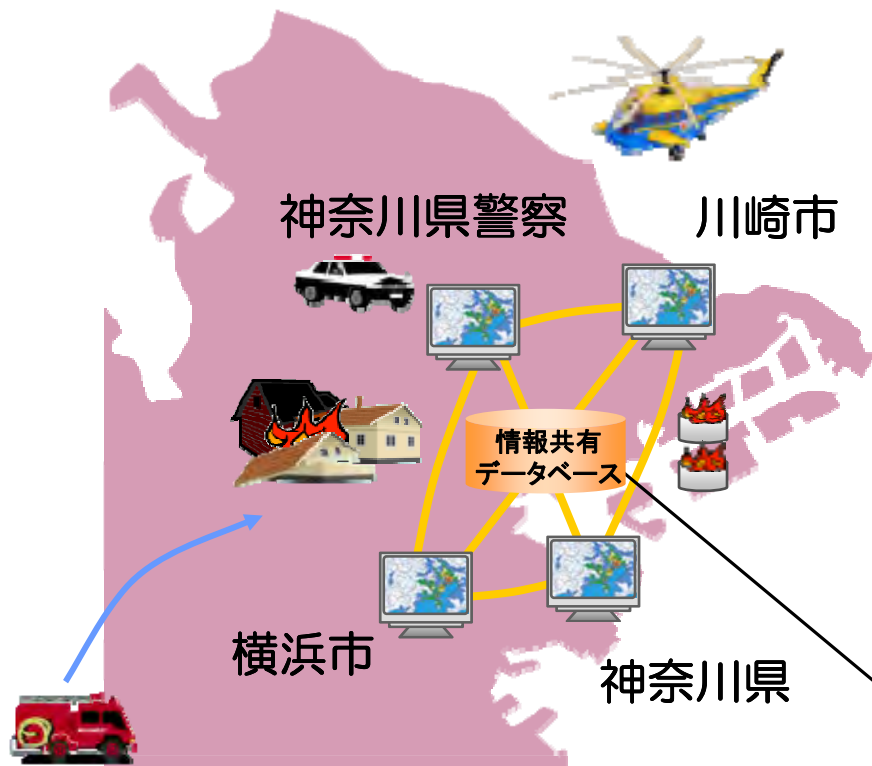 神奈川県警察
川崎市
情報共有
データベース
横浜市
神奈川県